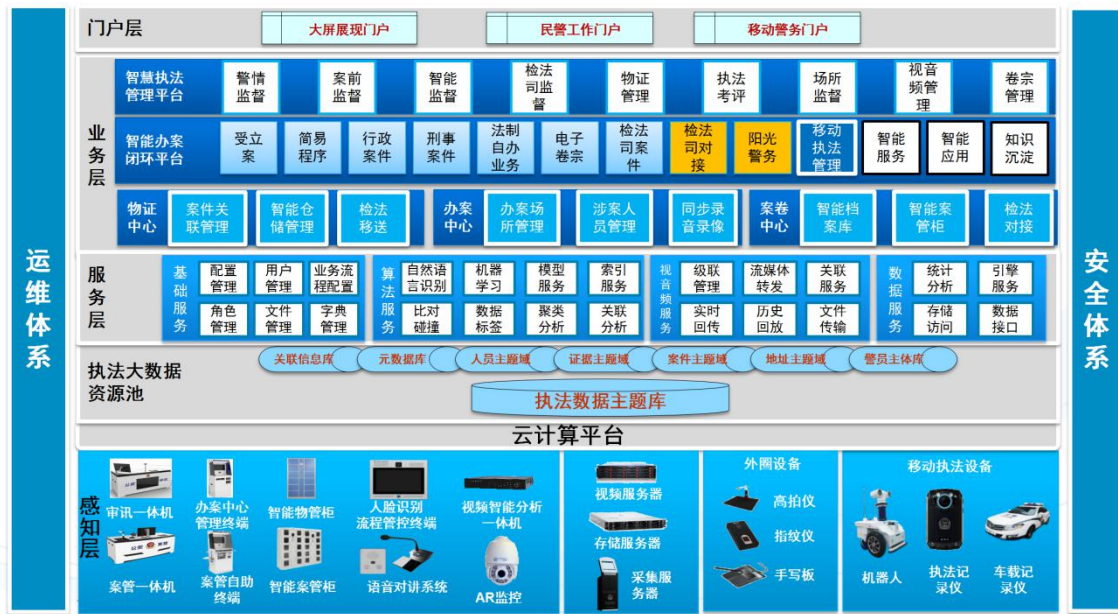 门户层
大屏展现门户
民警工作门户
移动警务门户
运维体系
安全体系
业务层
智慧执法
管理平台
警情
监督
案前
监督
智能
监督
检法
司监
督
物证
管理
执法
考评
场所
监督
视音
频管
理
卷宗
管理
智能办案
闭环平台
受立
案
简易
程序
行政
案件
刑事
案件
法制
自办
业务
电子
卷宗
检法
司案
件
检法
司对
接
阳光
警务
移动
执法
管理
智能
服务
智能
应用
知识
沉淀
物证
中心
案件关
联管理
智能仓
储管理
检法
移送
办案
中心
办案场
所管理
涉案人
员管理
同步录
音录像
案卷
中心
智能档
案库
智能案
管柜
检法
对接
服务层
基础服务
配置
管理
用户
管理
业务流
程配置
角色
管理
文件
管理
字典
管理
算法服务
自然语
言识别
机器
学习
模型
服务
索引
服务
比对
碰撞
数据
标签
聚类
分析
关联
分析
视音频服务
级联
管理
流媒体
转发
关联
服务
实时
回传
历史
回放
文件
传输
数据服务
统计
分析
引擎
服务
存储
访问
数据
接口
执法大数据
资源池
关联信息库
元数据库
人员主题域
证据主题域
案件主题域
地址主题域
警员主体库
执法数据主题库
云计算平台
感知层
审讯一体机
办案中心
管理终端
智能物管柜
人脸识别
流程管控终端
视频智能分析
一体机
案管一体机
案管自助
终端
智能案管柜
语音对讲系统
AR监控
视频服务器
存储服务器
采集服
务器
外圈设备
高拍仪
指纹仪
手写板
移动执法设备
机器人
执法记
录仪
车载记
录仪